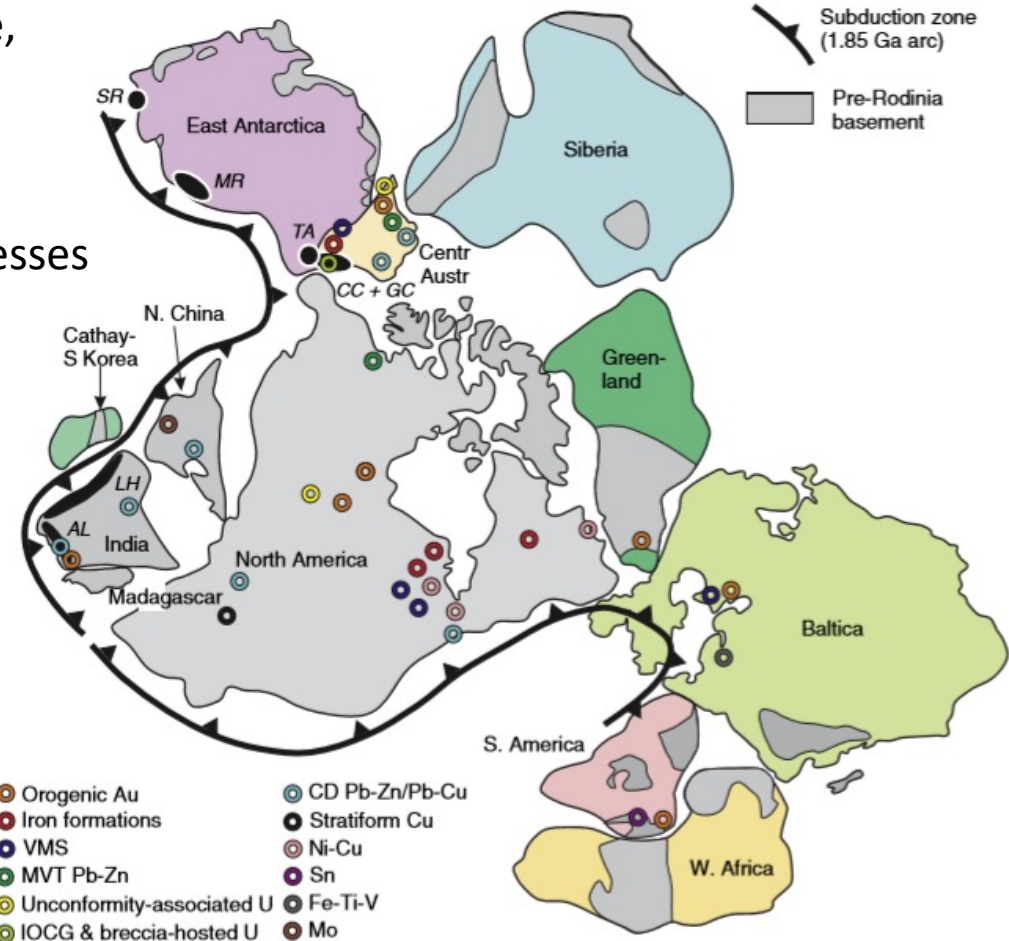 e,
esses
Subduction zone
(1.85 Ga arc)
Pre-Rodinia
basement
SR
East Antarctica
Siberia
MR
TA
Centr
Austr
CC + GC
N. China
Cathay-
S Korea
Green-
land
LH
AL
India
North America
Madagascar
Baltica
S. America
W. Africa
Orogenic Au
Iron formations
VMS
MVT Pb-Zn
Unconformity-associated U
IOCG & breccia-hosted U
CD Pb-Zn/Pb-Cu
Stratiform Cu
Ni-Cu
Sn
Fe-Ti-V
Mo